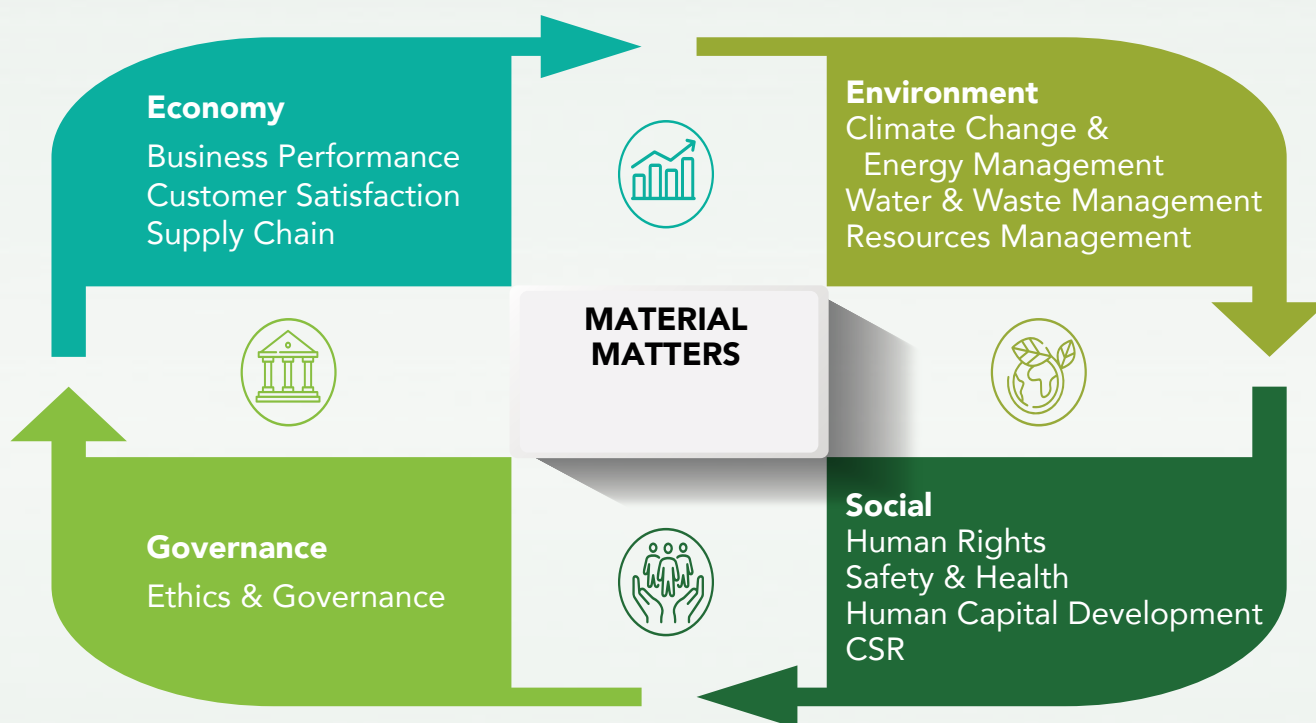 Economy
Business Performance
Customer Satisfaction
Supply Chain
Environment
Climate Change &
Energy Management
Water & Waste Management
Resources Management
MATERIAL
MATTERS
Governance
Ethics & Governance
Social
Human Rights
Safety & Health
Human Capital Development
CSR